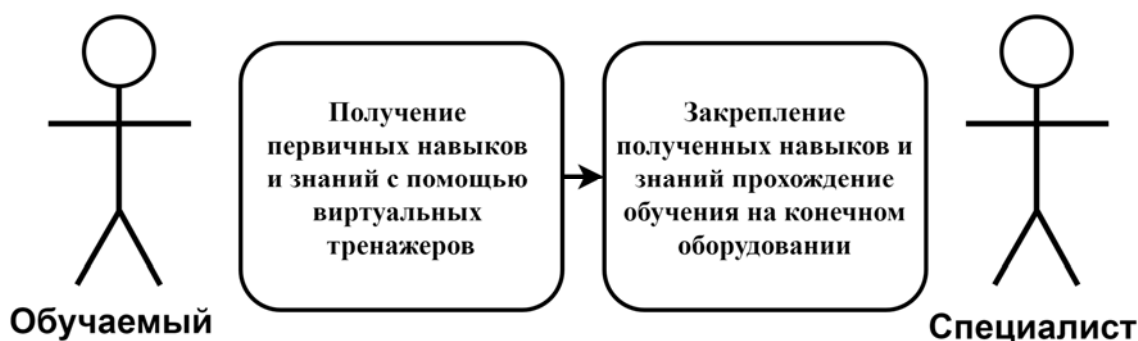 Получение
первичных навыков
и знаний с помощью
виртуальных
тренажеров
Закрепление
полученных навыков и
знаний прохождение
обучения на конечном
оборудовании
Обучаемый
Специалист